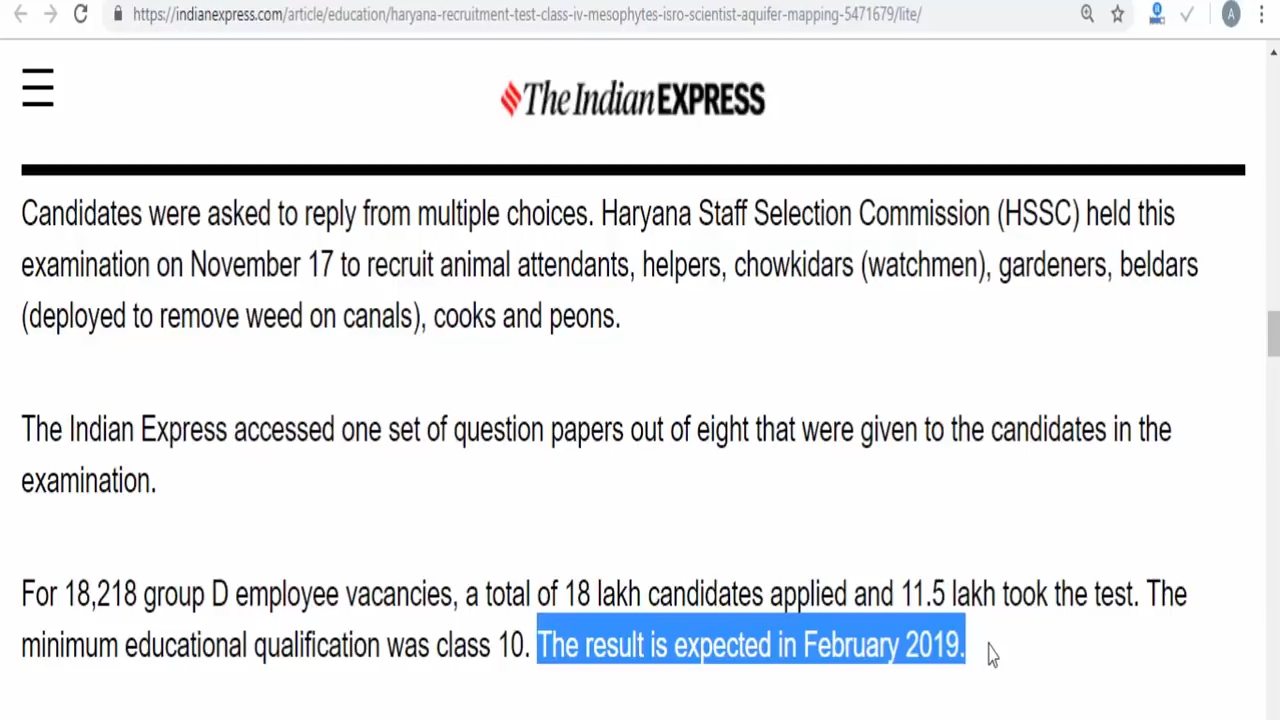 https://indianexpress.com/article/education/haryana-recruitment-test-class-iv-mesophytes-isro-scientist-aquifer-mapping-5471679/lite/
A
The Indian EXPRESS
Candidates were asked to reply from multiple choices. Haryana Staff Selection Commission (HSSC) held this
examination on November 17 to recruit animal attendants, helpers, chowkidars (watchmen), gardeners, beldars
(deployed to remove weed on canals), cooks and peons.
The Indian Express accessed one set of question papers out of eight that were given to the candidates in the
examination.
For 18,218 group D employee vacancies, a total of 18 lakh candidates applied and 11.5 lakh took the test. The
minimum educational qualification was class 10. The result is expected in February 2019.